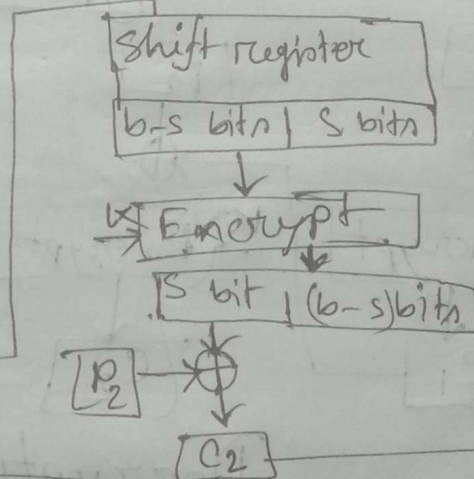 Shift register
b-s bits | S bits
K
Encrypt
S bit | (b-s) bits
P2
C2